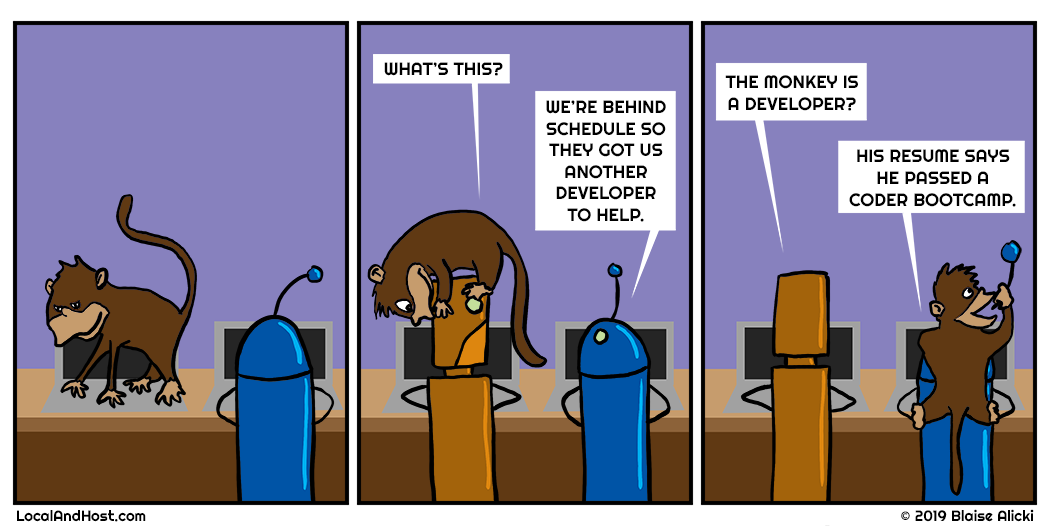 WHAT'S THIS?
WE'RE BEHIND
SCHEDULE SO
THEY GOT US
ANOTHER
DEVELOPER
TO HELP.
THE MONKEY IS
A DEVELOPER?
HIS RESUME SAYS
HE PASSED A
CODER BOOTCAMP.
LocalAndHost.com
© 2019 Blaise Alicki